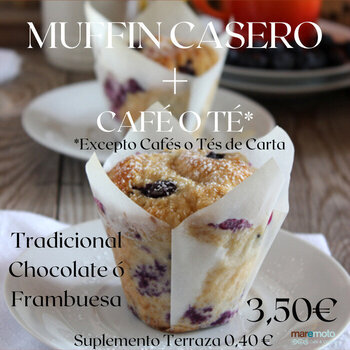 MUFFIN CASERO
+
CAFÉ O TÉ*
*Excepto Cafés o Tés de Carta
Tradicional
Chocolate ó
Frambuesa
3,50€
maremoto
Suplemento Terraza 0,40 €